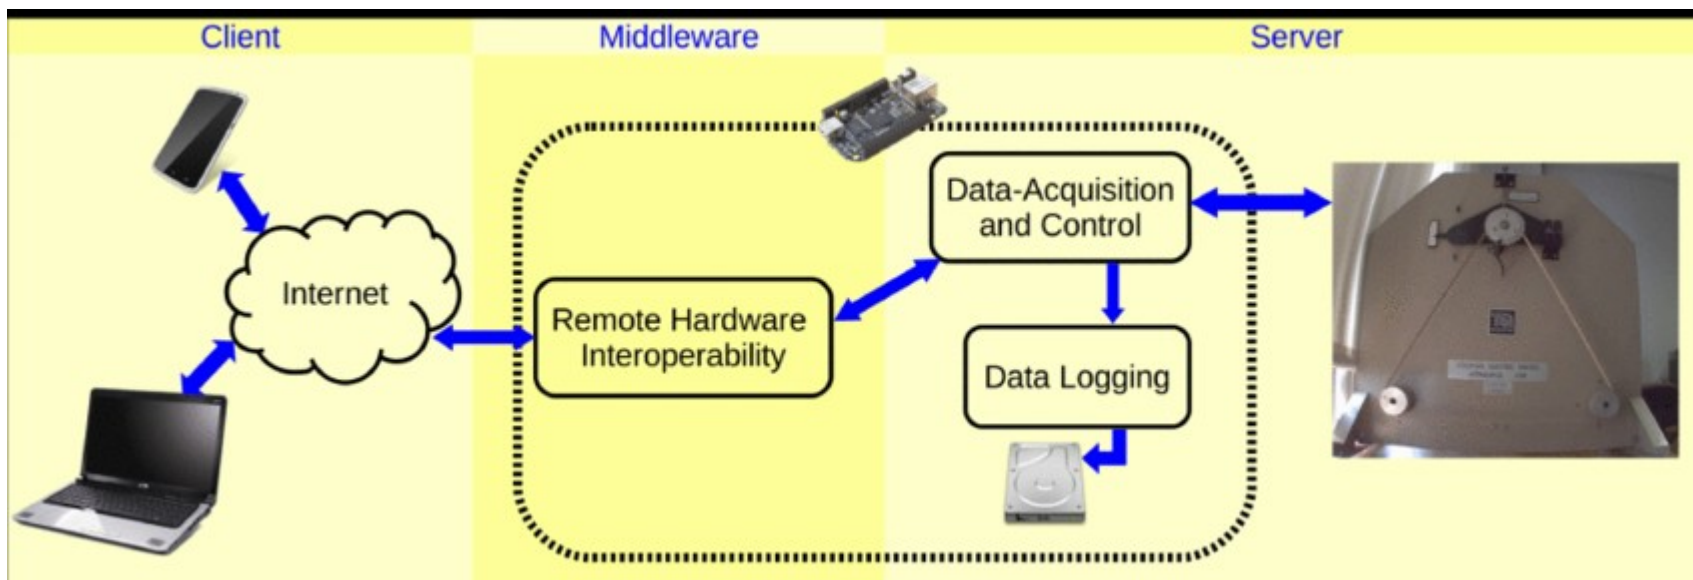 Client
Middleware
Server
Data-Acquisition
and Control
Internet
Remote Hardware
Interoperability
Data Logging